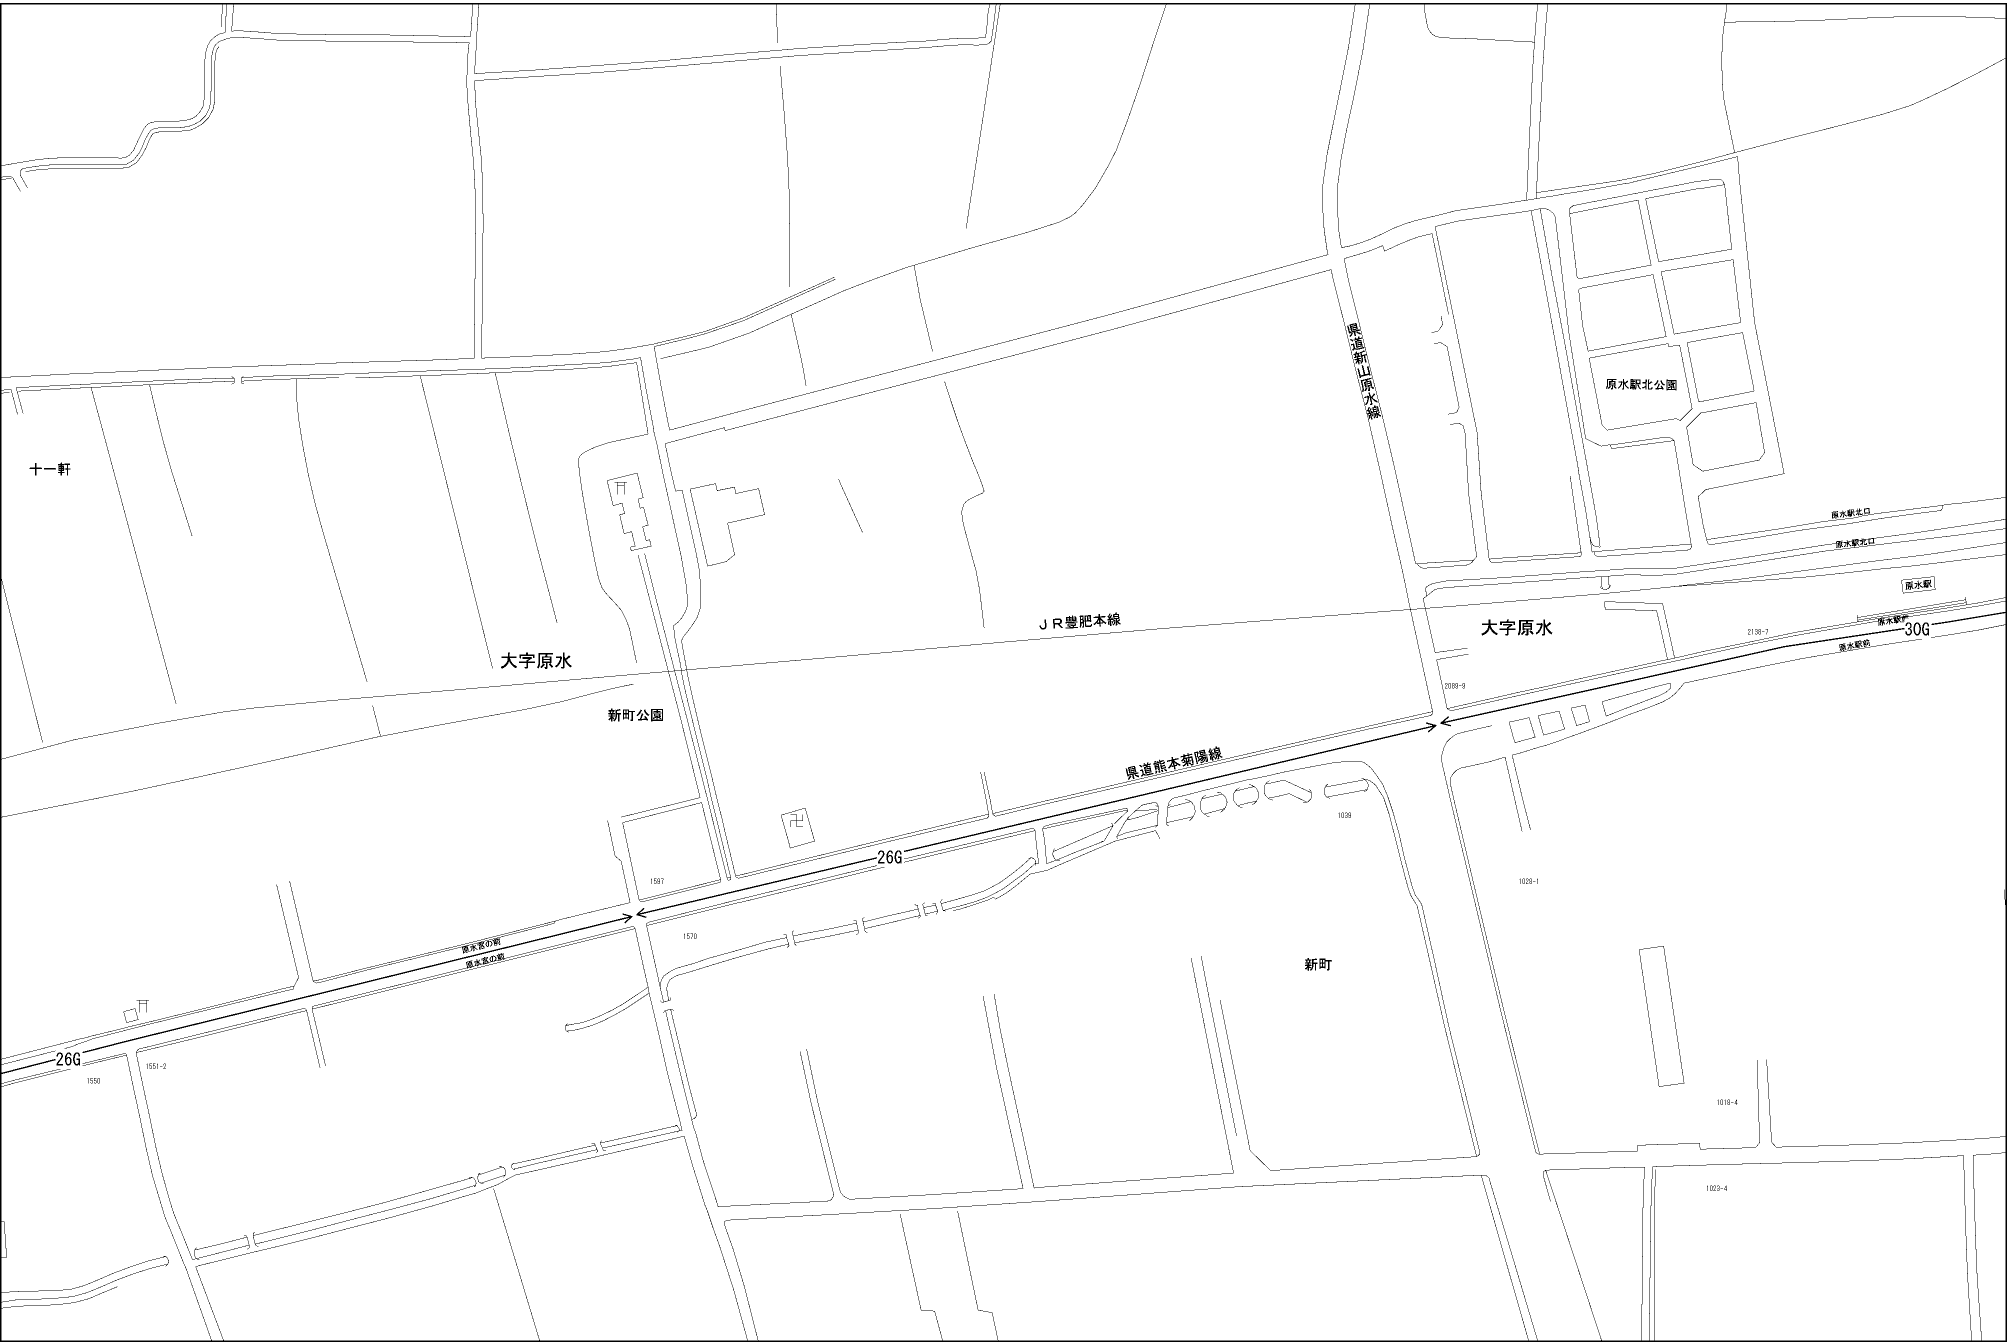 県道新山原水線
原水駅北公園
十一軒
原水駅北口
原水駅北口
原水駅
JR豊肥本線
大字原水
原水駅前
30G
2138-7
原水駅前
大字原水
2089-9
新町公園
県道熊本菊陽線
1039
26G
1597
1028-1
1570
原水宮の前
原水宮の前
新町
26G
1551-2
1550
1018-4
1023-4